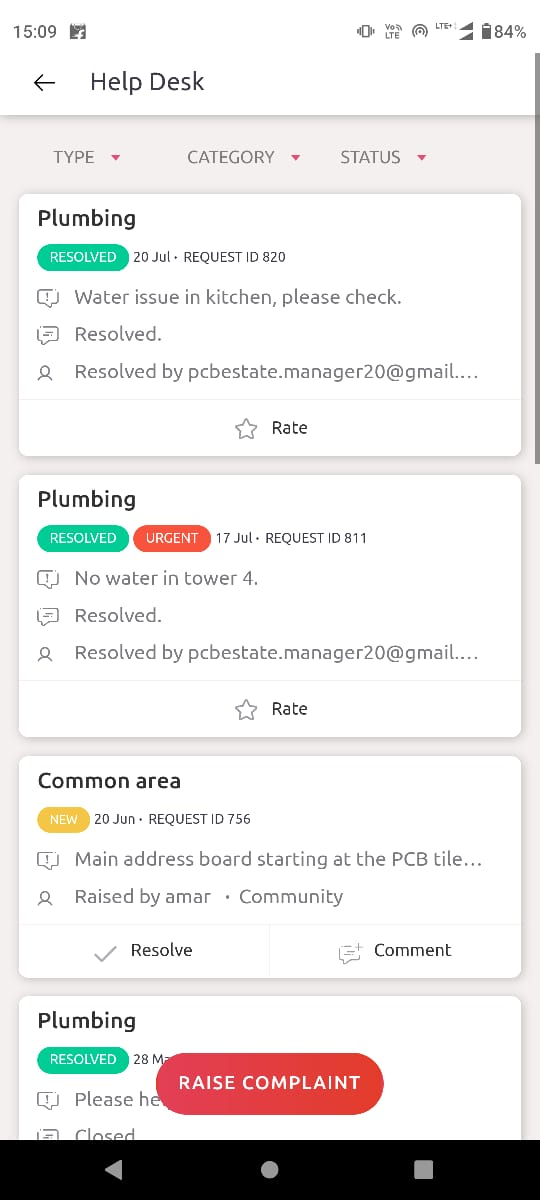 15:09 Vo)) LTE LTE+ 84%
Help Desk
TYPE CATEGORY STATUS
Plumbing
RESOLVED 20 Jul · REQUEST ID 820
Water issue in kitchen, please check.
Resolved.
Resolved by pcbestate.manager20@gmail....
Rate
Plumbing
RESOLVED URGENT 17 Jul · REQUEST ID 811
No water in tower 4.
Resolved.
Resolved by pcbestate.manager20@gmail....
Rate
Common area
NEW 20 Jun · REQUEST ID 756
Main address board starting at the PCB tile...
Raised by amar · Community
Resolve Comment
Plumbing
RESOLVED 28
RAISE COMPLAINT
Please
Closed